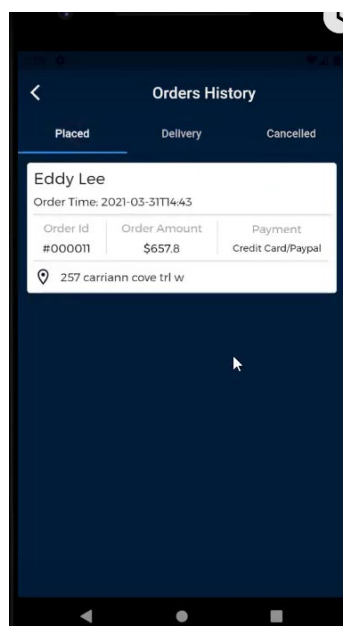 Orders History
Placed Delivery Cancelled
Eddy Lee
Order Time: 2021-03-31T14:43
Order Id Order Amount Payment
#000011 $657.8 Credit Card/Paypal
257 carriann cove trl w